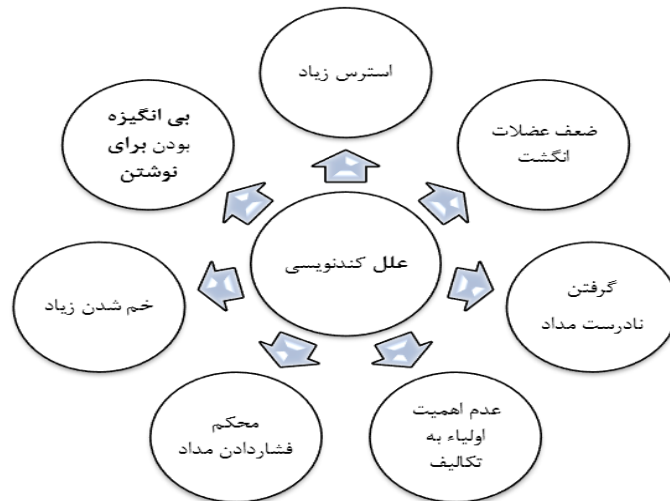 استرس زیاد
ضعف عضلات
انگشت
گرفتن
نادرست مداد
عدم اهمیت
اولیاء به
تکالیف
محکم
فشاردادن مداد
خم شدن زیاد
بی انگیزه
بودن برای
نوشتن
علل کندنویسی